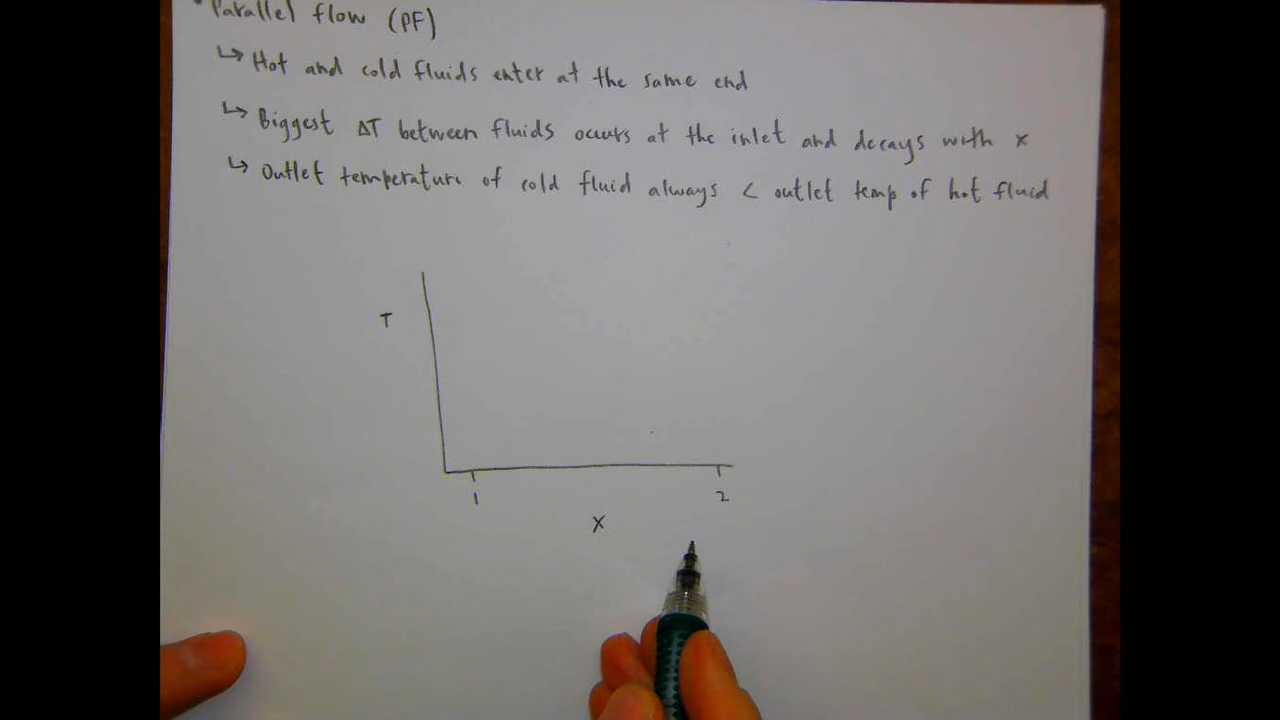 • Parallel flow (PF)
↳ Hot and cold fluids enter at the same end
↳ Biggest ΔT between fluids occurs at the inlet and decays with x
↳ Outlet temperature of cold fluid always < outlet temp of hot fluid
T
1 2
X